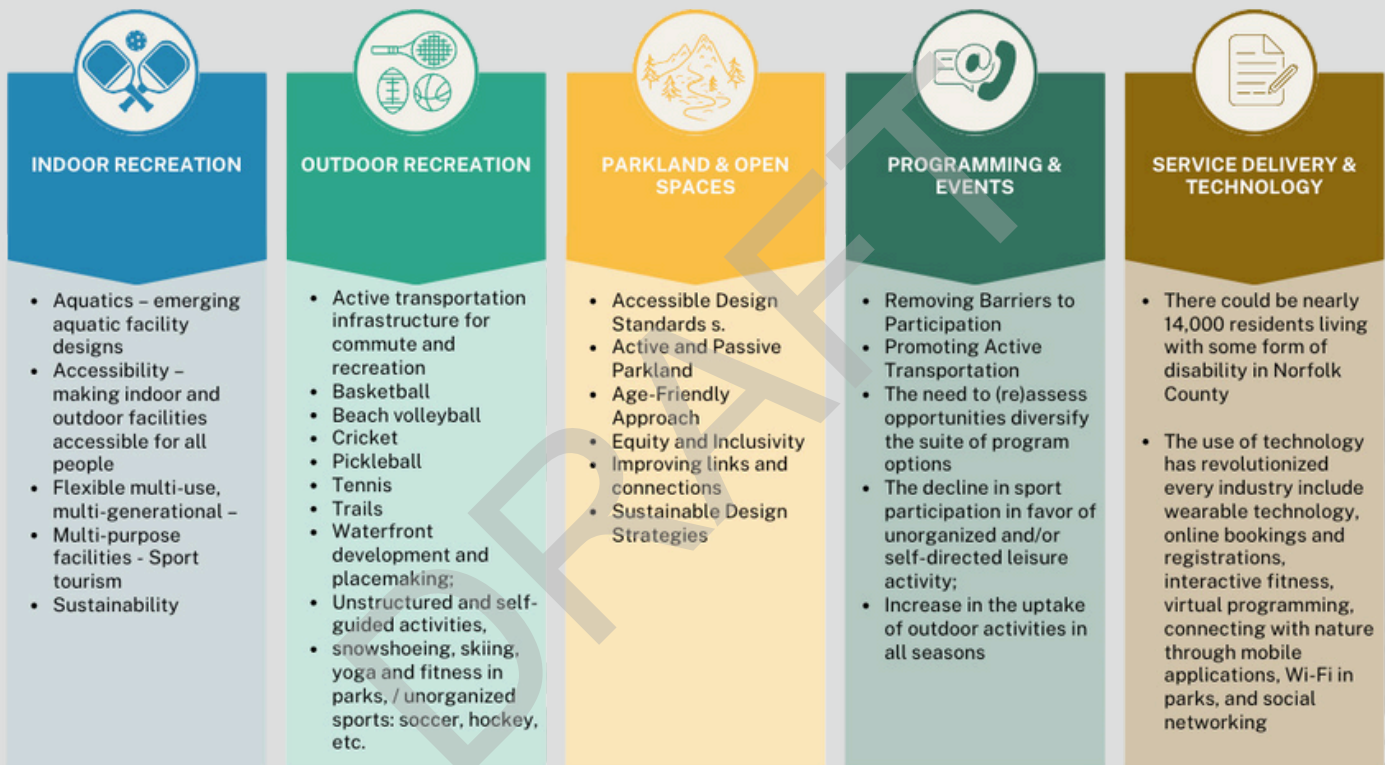 INDOOR RECREATION
• Aquatics – emerging
aquatic facility
designs
• Accessibility –
making indoor and
outdoor facilities
accessible for all
people
• Flexible multi-use,
multi-generational –
• Multi-purpose
facilities - Sport
tourism
• Sustainability
OUTDOOR RECREATION
• Active transportation
infrastructure for
commute and
recreation
• Basketball
• Beach volleyball
• Cricket
• Pickleball
• Tennis
• Trails
• Waterfront
development and
placemaking;
• Unstructured and self-
guided activities,
• snowshoeing, skiing,
yoga and fitness in
parks, / unorganized
sports: soccer, hockey,
etc.
PARKLAND & OPEN
SPACES
• Accessible Design
Standards s.
• Active and Passive
Parkland
• Age-Friendly
Approach
• Equity and Inclusivity
• Improving links and
connections
• Sustainable Design
Strategies
@
PROGRAMMING &
EVENTS
• Removing Barriers to
Participation
• Promoting Active
Transportation
• The need to (re)assess
opportunities diversify
the suite of program
options
• The decline in sport
participation in favor of
unorganized and/or
self-directed leisure
activity;
• Increase in the uptake
of outdoor activities in
all seasons
SERVICE DELIVERY &
TECHNOLOGY
• There could be nearly
14,000 residents living
with some form of
disability in Norfolk
County
• The use of technology
has revolutionized
every industry include
wearable technology,
online bookings and
registrations,
interactive fitness,
virtual programming,
connecting with nature
through mobile
applications, Wi-Fi in
parks, and social
networking
DRAFT